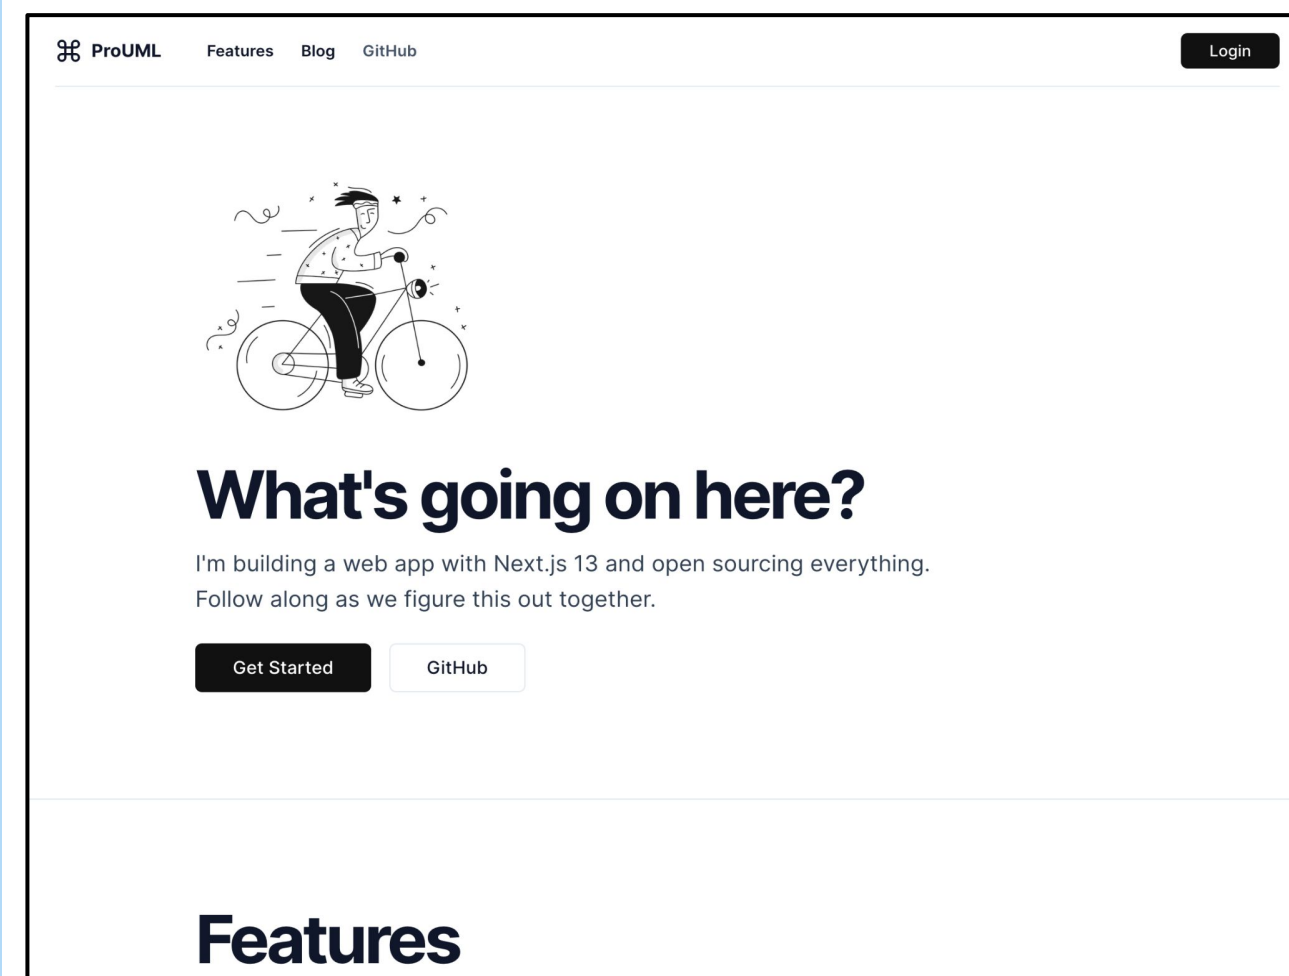 ProUML
Features
Blog
GitHub
Login
What's going on here?
I'm building a web app with Next.js 13 and open sourcing everything.
Follow along as we figure this out together.
Get Started
GitHub
Features